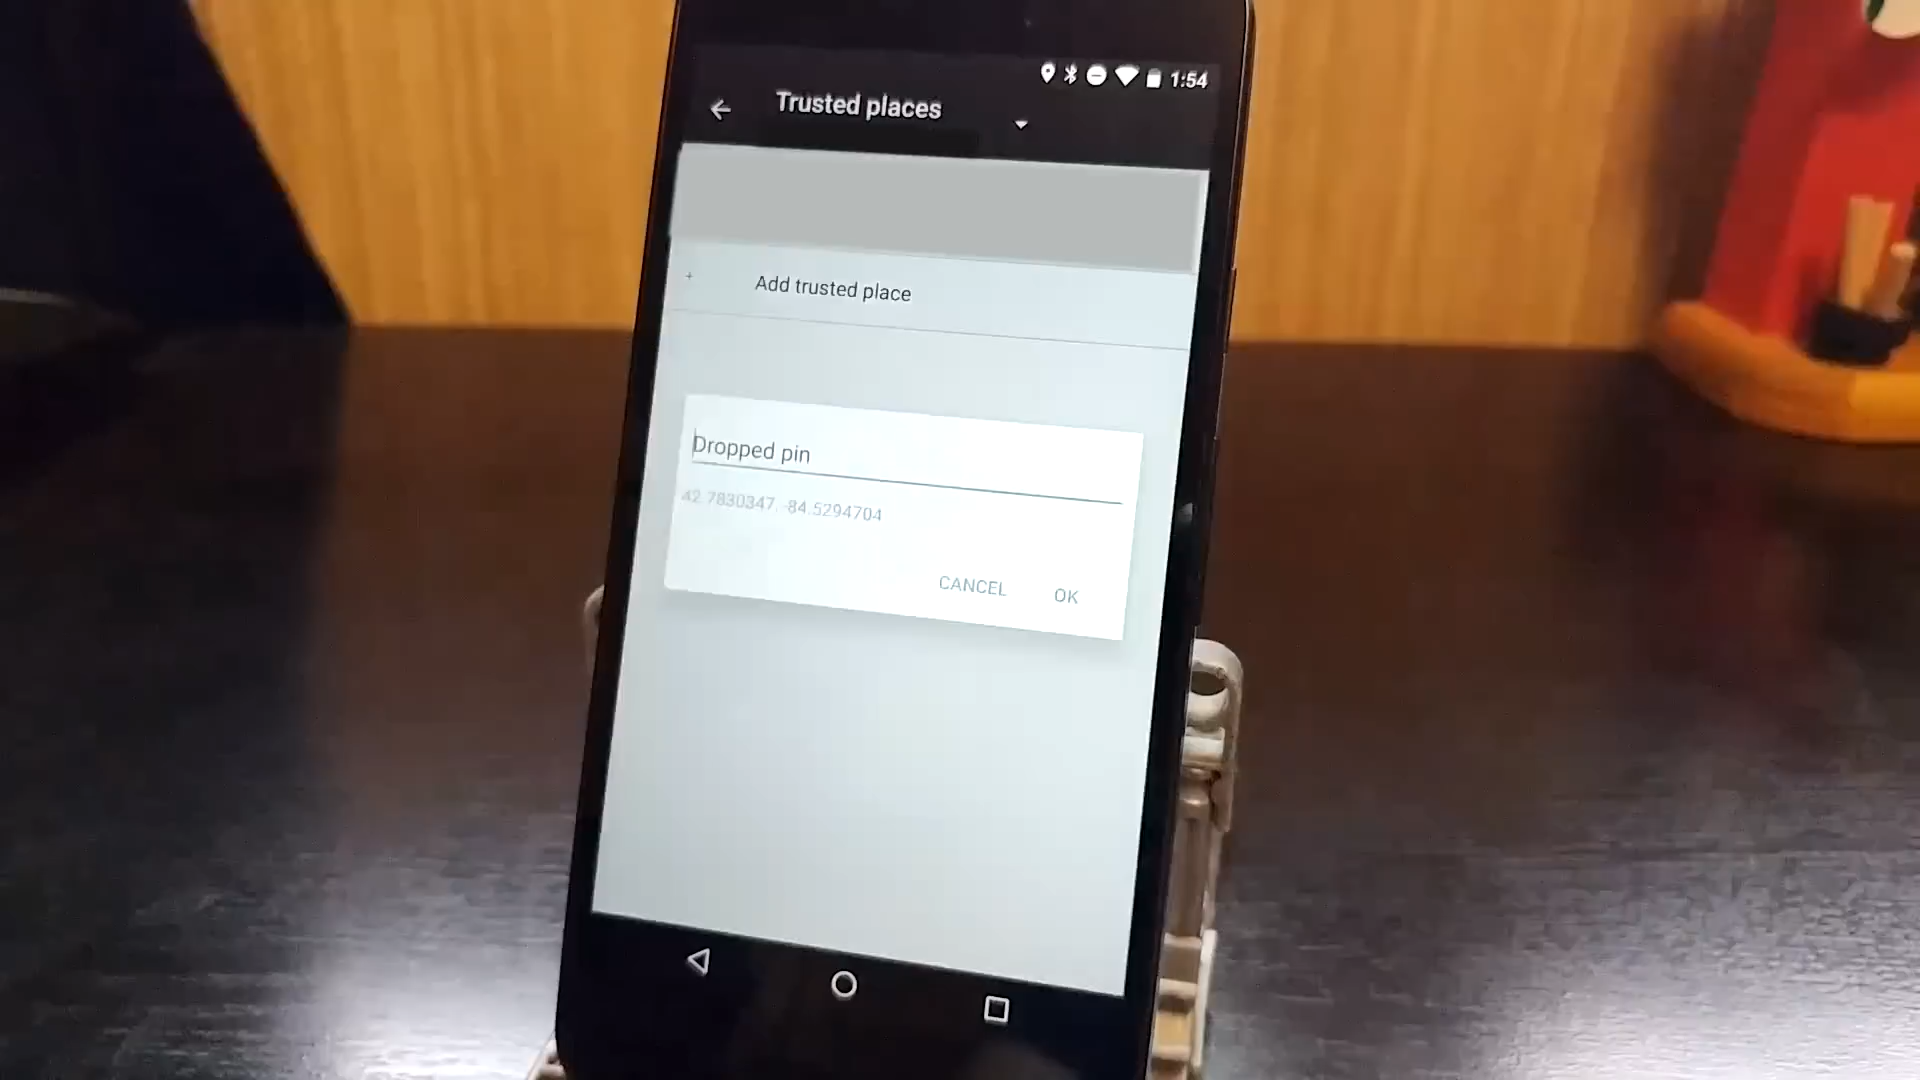 1:54
Trusted places
+ Add trusted place
Dropped pin
42.7830347, -84.5294704
CANCEL OK